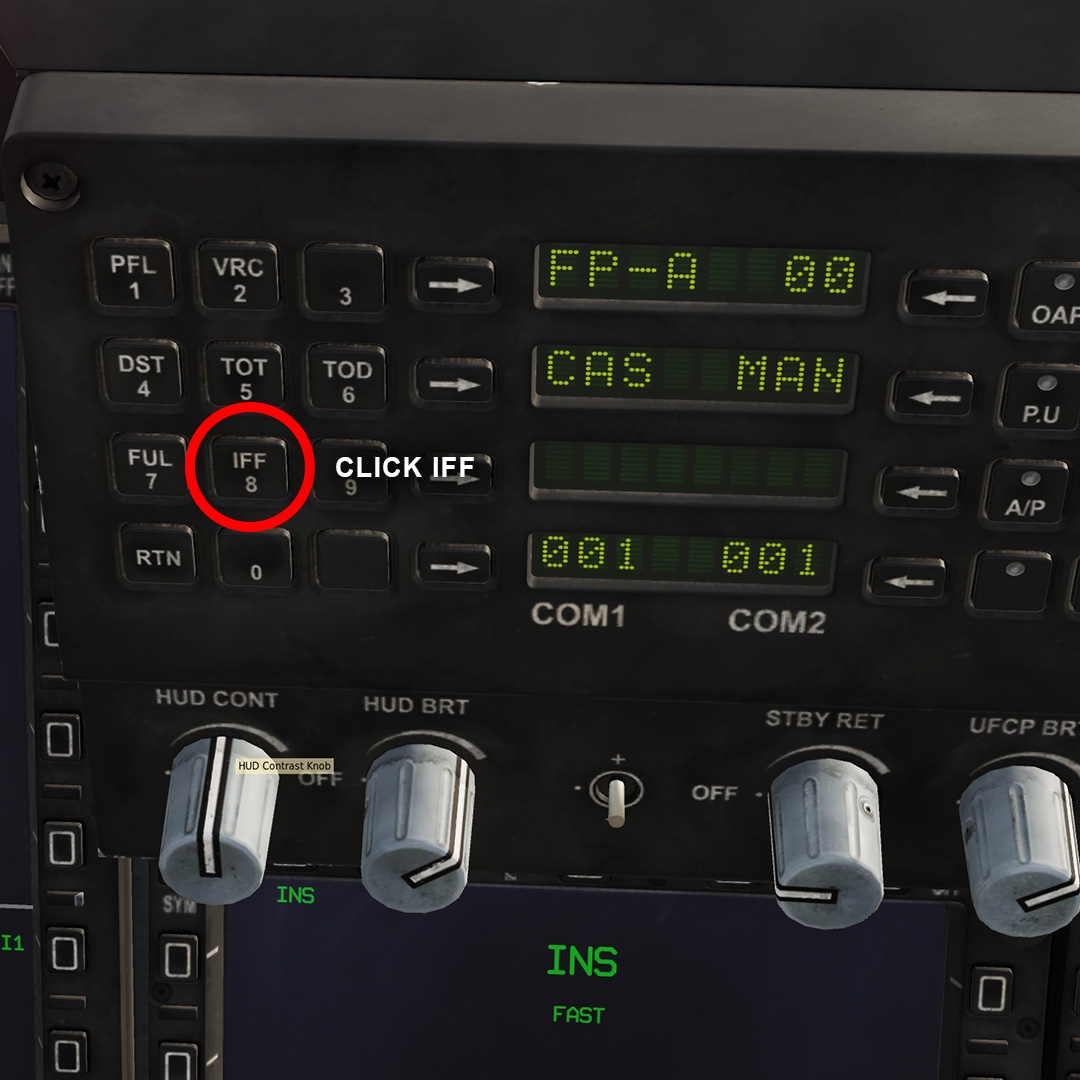 PFL
1
VRC
2
3
FP-A 00
OAP
DST
4
TOT
5
TOD
6
CAS MAN
P.U
FUL
7
IFF
8
CLICK IFF
9
A/P
RTN
0
001 001
COM1 COM2
HUD CONT
HUD BRT
STBY RET
UFCP BRT
HUD Contrast Knob
OFF
+
OFF
SYM
INS
I1
INS
FAST